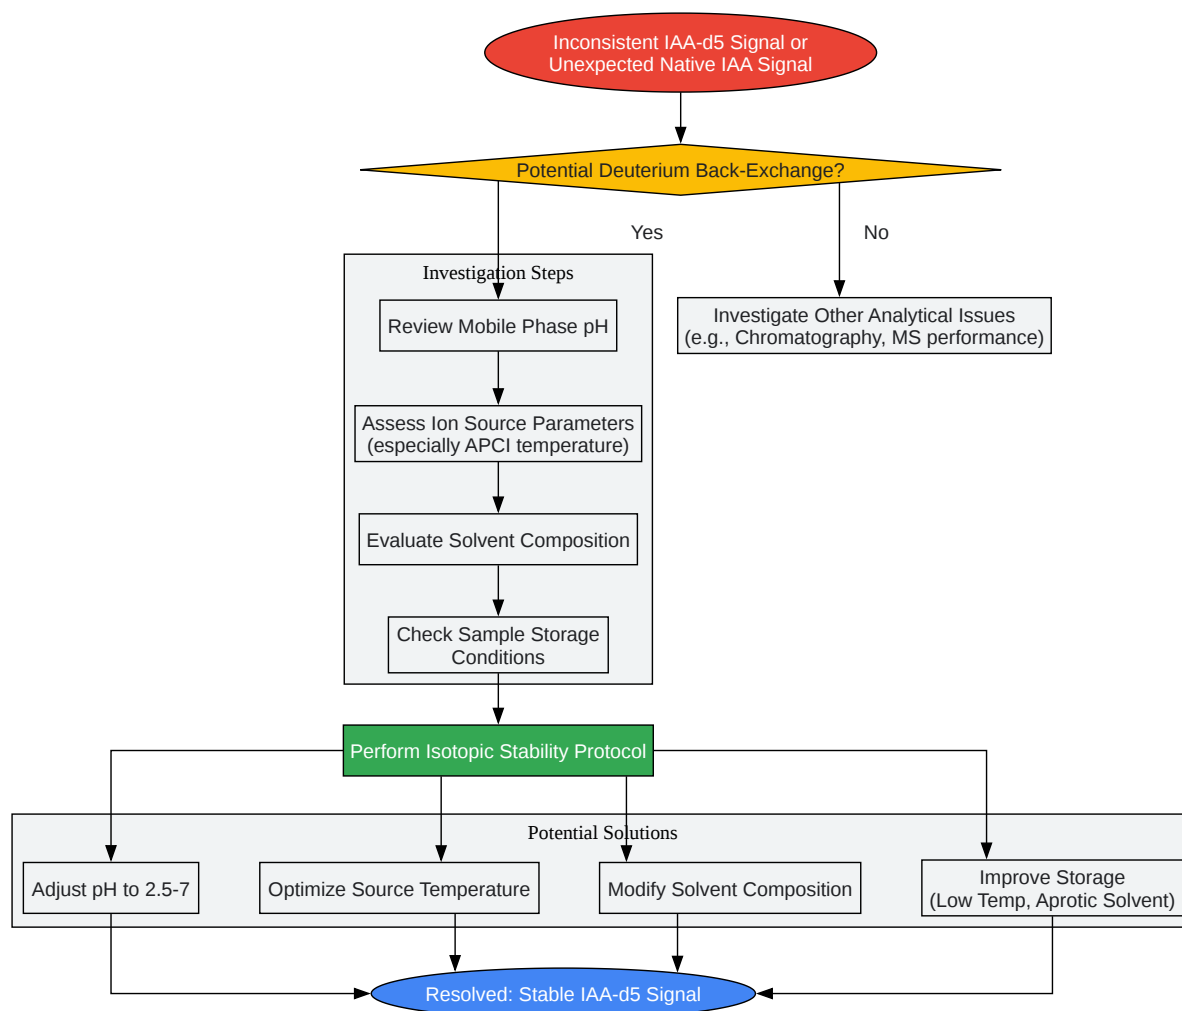 Inconsistent IAA-d5 Signal or
Unexpected Native IAA Signal
Potential Deuterium Back-Exchange?
Yes
No
Investigation Steps
Review Mobile Phase pH
Investigate Other Analytical Issues
(e.g., Chromatography, MS performance)
Assess Ion Source Parameters
(especially APCI temperature)
Evaluate Solvent Composition
Check Sample Storage
Conditions
Perform Isotopic Stability Protocol
Potential Solutions
Adjust pH to 2.5-7
Optimize Source Temperature
Modify Solvent Composition
Improve Storage
(Low Temp, Aprotic Solvent)
Resolved: Stable IAA-d5 Signal